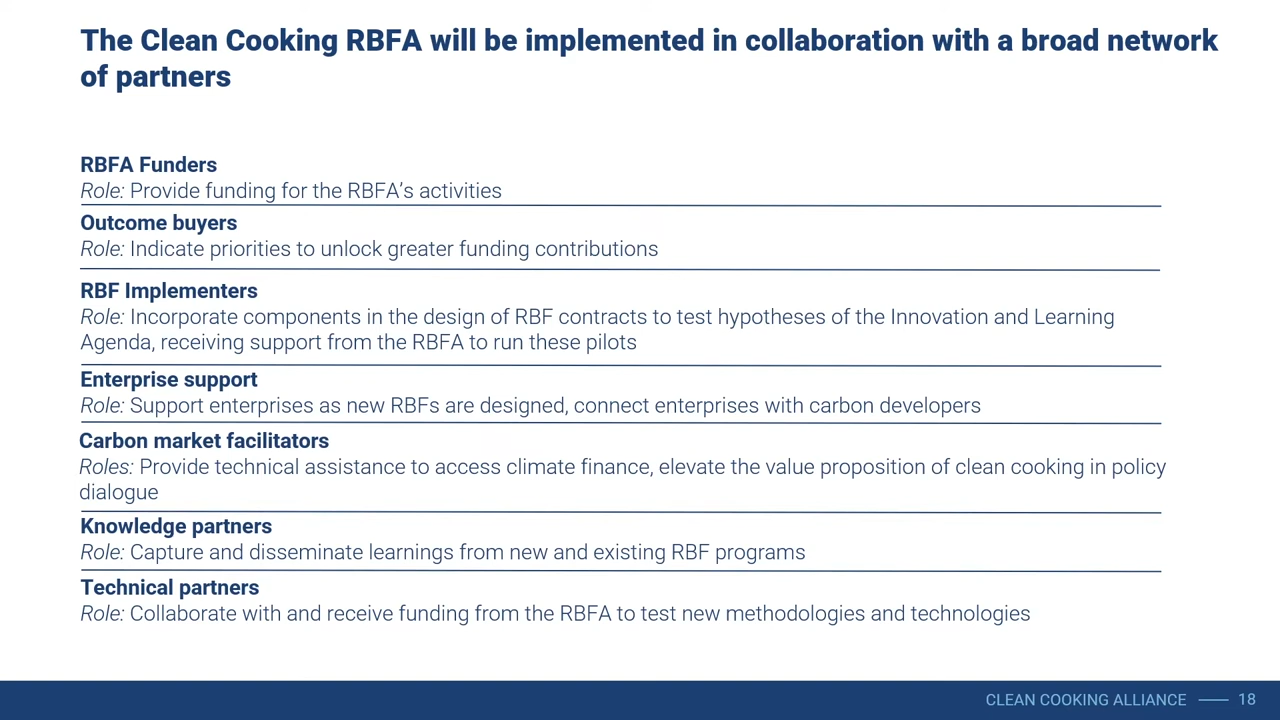 The Clean Cooking RBFA will be implemented in collaboration with a broad network
of partners
RBFA Funders
Role: Provide funding for the RBFA’s activities
Outcome buyers
Role: Indicate priorities to unlock greater funding contributions
RBF Implementers
Role: Incorporate components in the design of RBF contracts to test hypotheses of the Innovation and Learning
Agenda, receiving support from the RBFA to run these pilots
Enterprise support
Role: Support enterprises as new RBFs are designed, connect enterprises with carbon developers
Carbon market facilitators
Roles: Provide technical assistance to access climate finance, elevate the value proposition of clean cooking in policy
dialogue
Knowledge partners
Role: Capture and disseminate learnings from new and existing RBF programs
Technical partners
Role: Collaborate with and receive funding from the RBFA to test new methodologies and technologies
CLEAN COOKING ALLIANCE 18